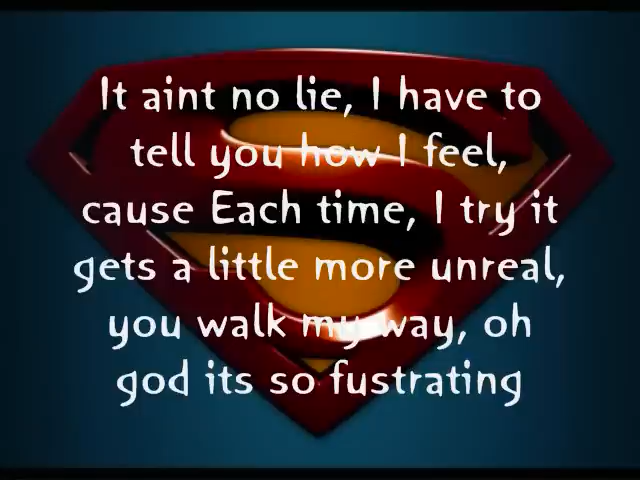 It aint no lie, I have to
tell you how I feel,
cause Each time, I try it
gets a little more unreal,
you walk my way, oh
god its so fustrating